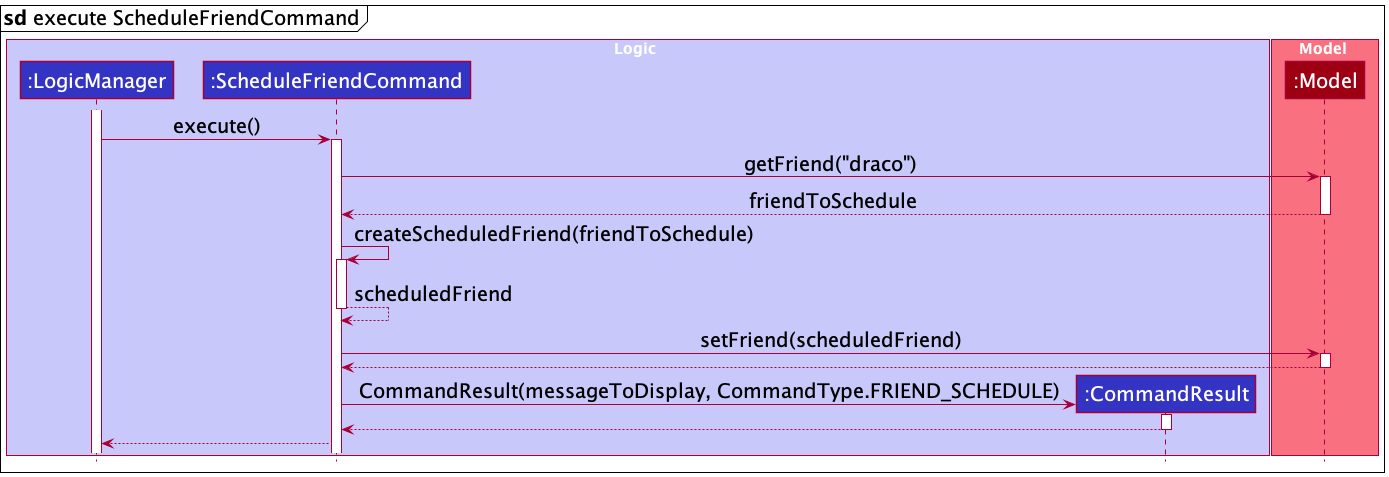 sd execute ScheduleFriendCommand
Logic
Model
:LogicManager
:ScheduleFriendCommand
:Model
execute()
getFriend("draco")
friendToSchedule
createScheduledFriend(friendToSchedule)
scheduledFriend
setFriend(scheduledFriend)
CommandResult(messageToDisplay, CommandType.FRIEND_SCHEDULE)
:CommandResult